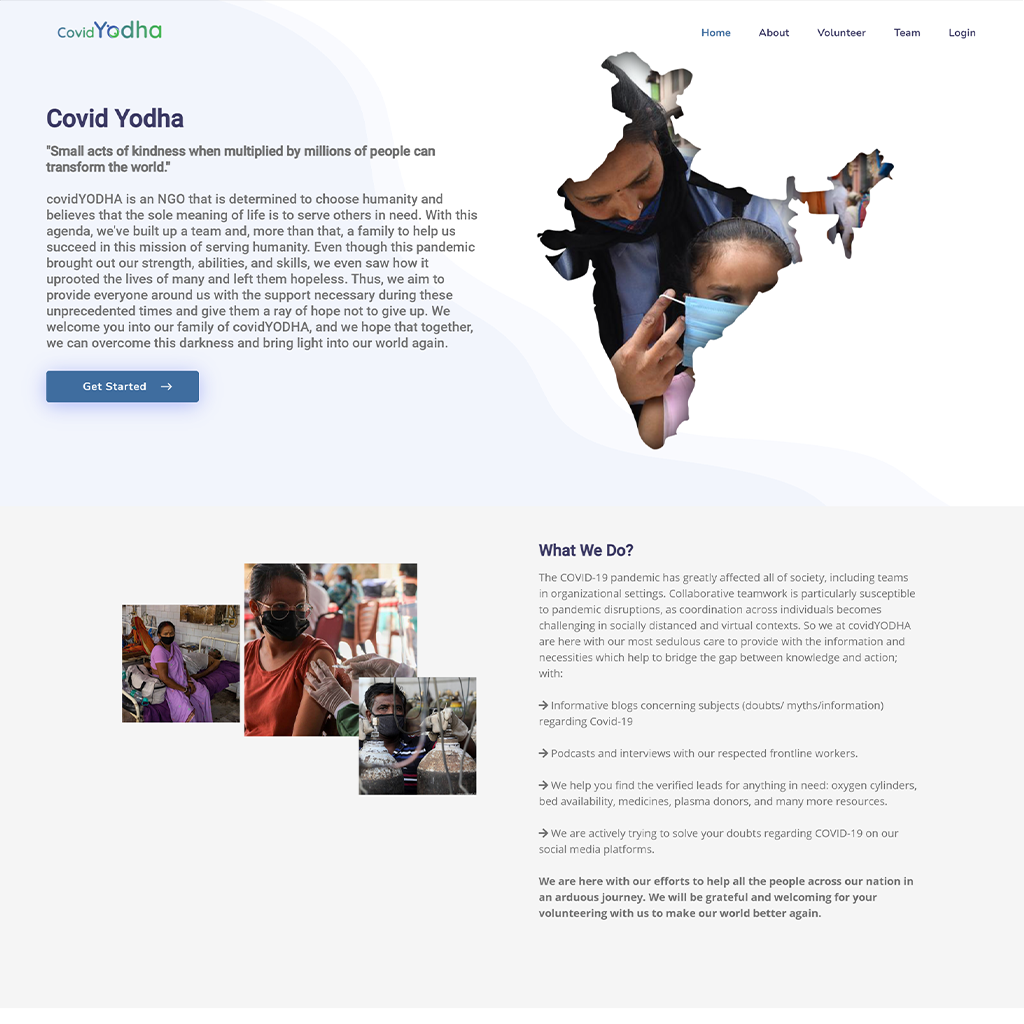 CovidYodha
Home About Volunteer Team Login
Covid Yodha
"Small acts of kindness when multiplied by millions of people can
transform the world."
covidYODHA is an NGO that is determined to choose humanity and
believes that the sole meaning of life is to serve others in need. With this
agenda, we've built up a team and, more than that, a family to help us
succeed in this mission of serving humanity. Even though this pandemic
brought out our strength, abilities, and skills, we even saw how it
uprooted the lives of many and left them hopeless. Thus, we aim to
provide everyone around us with the support necessary during these
unprecedented times and give them a ray of hope not to give up. We
welcome you into our family of covidYODHA, and we hope that together,
we can overcome this darkness and bring light into our world again.
Get Started →
What We Do?
The COVID-19 pandemic has greatly affected all of society, including teams
in organizational settings. Collaborative teamwork is particularly susceptible
to pandemic disruptions, as coordination across individuals becomes
challenging in socially distanced and virtual contexts. So we at covidYODHA
are here with our most sedulous care to provide with the information and
necessities which help to bridge the gap between knowledge and action;
with:
→ Informative blogs concerning subjects (doubts/ myths/information)
regarding Covid-19
→ Podcasts and interviews with our respected frontline workers.
→ We help you find the verified leads for anything in need: oxygen cylinders,
bed availability, medicines, plasma donors, and many more resources.
→ We are actively trying to solve your doubts regarding COVID-19 on our
social media platforms.
We are here with our efforts to help all the people across our nation in
an arduous journey. We will be grateful and welcoming for your
volunteering with us to make our world better again.